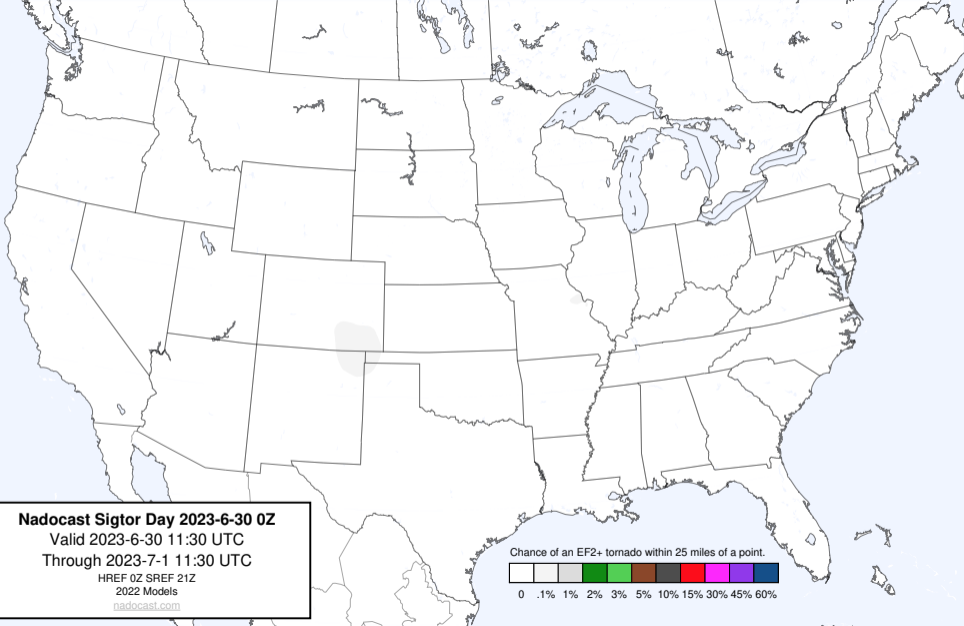 Nadocast Sigtor Day 2023-6-30 0Z
Valid 2023-6-30 11:30 UTC
Through 2023-7-1 11:30 UTC
HREF 0Z SREF 21Z
2022 Models
nadocast.com
Chance of an EF2+ tornado within 25 miles of a point.
0 .1% 1% 2% 3% 5% 10% 15% 30% 45% 60%